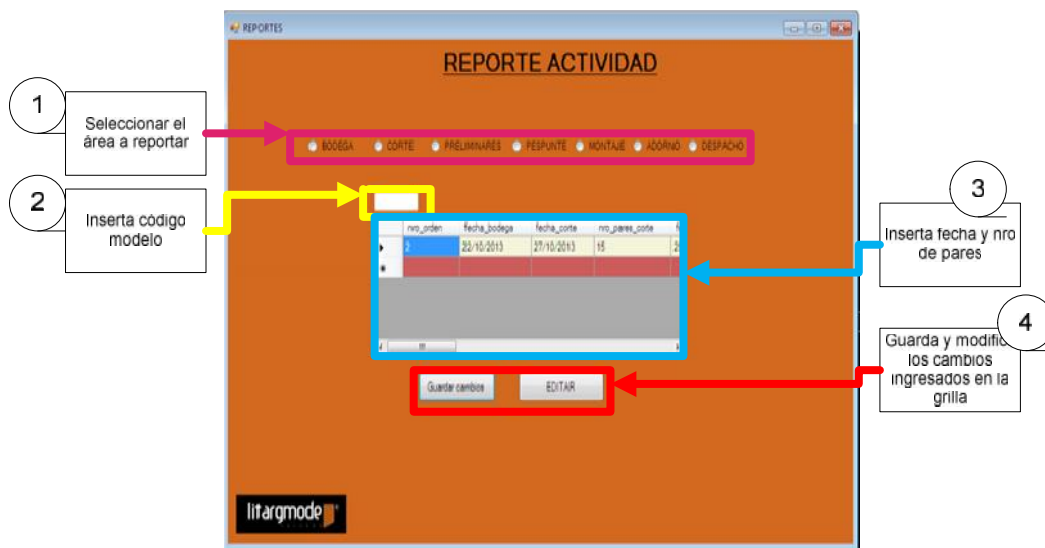 REPORTES
REPORTE ACTIVIDAD
1
Seleccionar el
área a reportar
BODEGA CORTE PRELIMINARES PESPUNTE MONTAJE ADORNO DESPACHO
2
Inserta código
modelo
3
Inserta fecha y nro
de pares
nro_orden fecha_bodega fecha_corte nro_pares_corte f
2 22/10/2013 27/10/2013 15 2
4
Guarda y modific
los cambios
ingresados en la
grilla
Guardar cambios EDITAR
litargmode